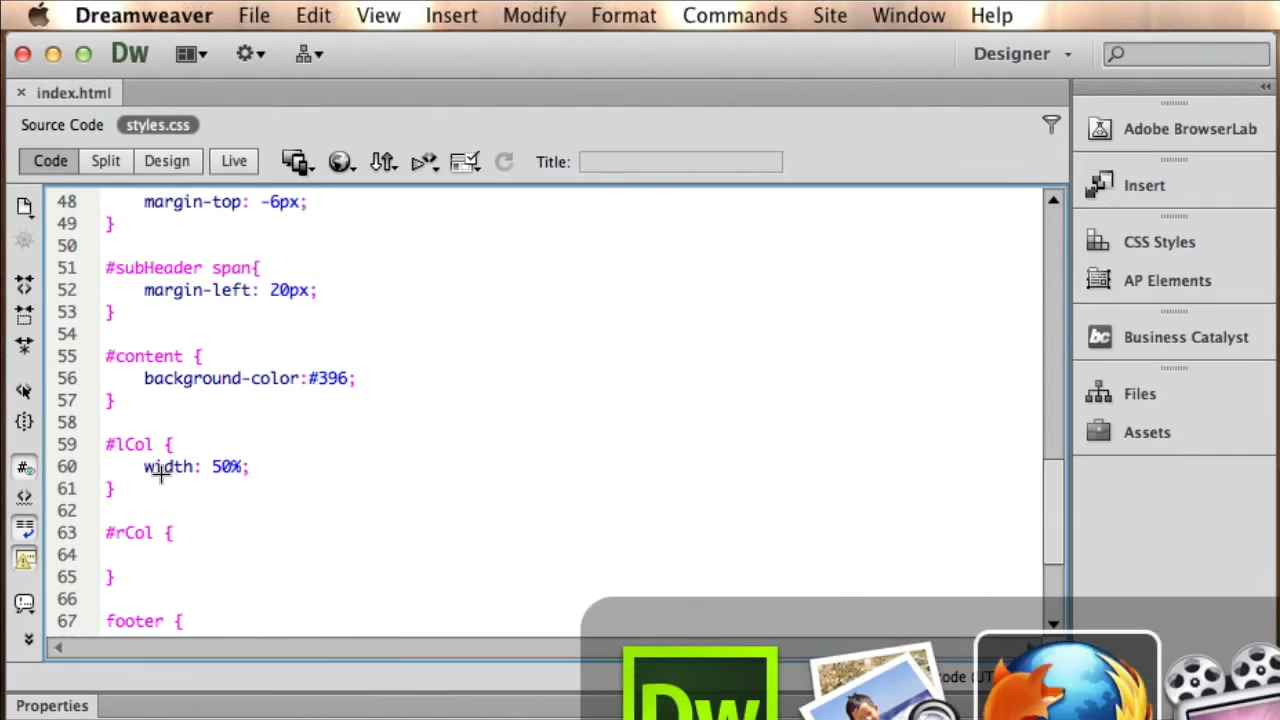 Dreamweaver File Edit View Insert Modify Format Commands Site Window Help
Dw Designer
× index.html
Source Code styles.css
Code Split Design Live Title:
48 margin-top: -6px;
49 }
50
51 #subHeader span{
52 margin-left: 20px;
53 }
54
55 #content {
56 background-color:#396;
57 }
58
59 #lCol {
60 width: 50%;
61 }
62
63 #rCol {
64
65 }
66
67 footer {
Adobe BrowserLab
Insert
CSS Styles
AP Elements
bc Business Catalyst
Files
Assets
Properties
Dw